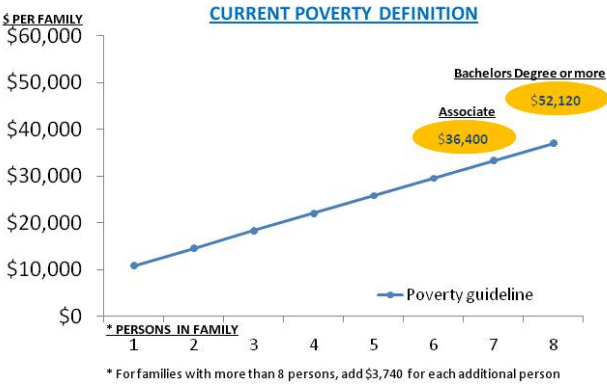 CURRENT POVERTY DEFINITION
$ PER FAMILY
$60,000
$50,000
$40,000
$30,000
$20,000
$10,000
$0
Bachelors Degree or more
$52,120
Associate
$36,400
Poverty guideline
* PERSONS IN FAMILY
1 2 3 4 5 6 7 8
* For families with more than 8 persons, add $3,740 for each additional person